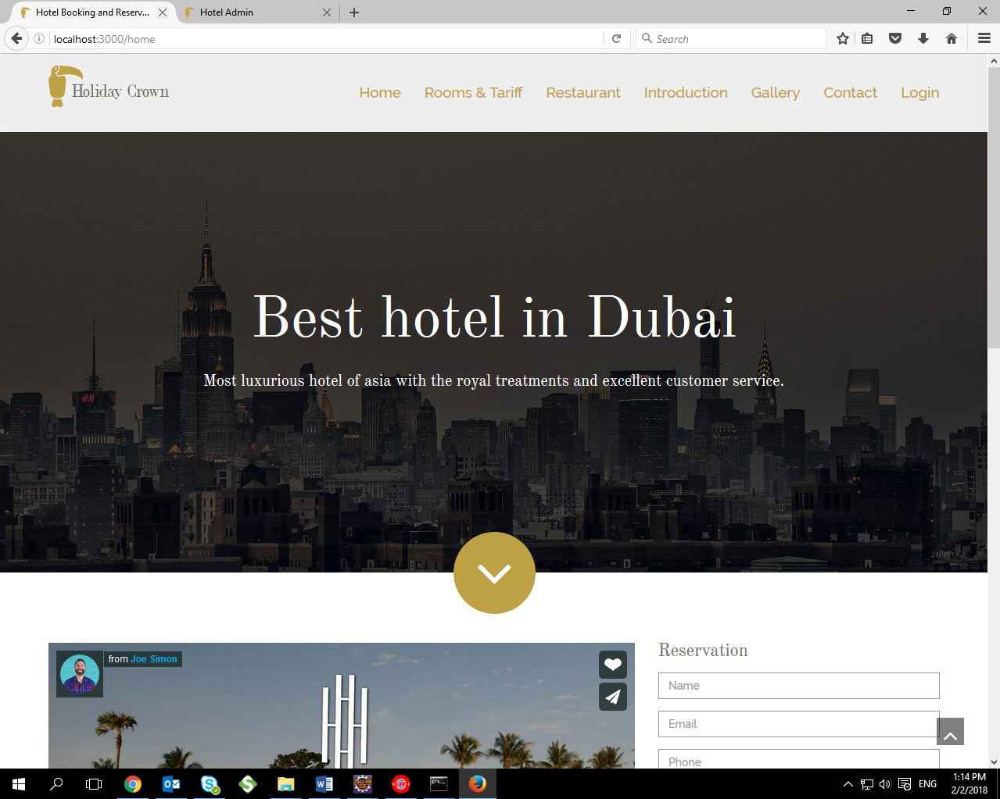 Hotel Booking and Reserv...
Hotel Admin
localhost:3000/home
Search
Holiday Crown
Home
Rooms & Tariff
Restaurant
Introduction
Gallery
Contact
Login
H&M
Best hotel in Dubai
Most luxurious hotel of asia with the royal treatments and excellent customer service.
from Joe Simon
Reservation
Name
Email
Phone
ENG
1:14 PM
2/2/2018